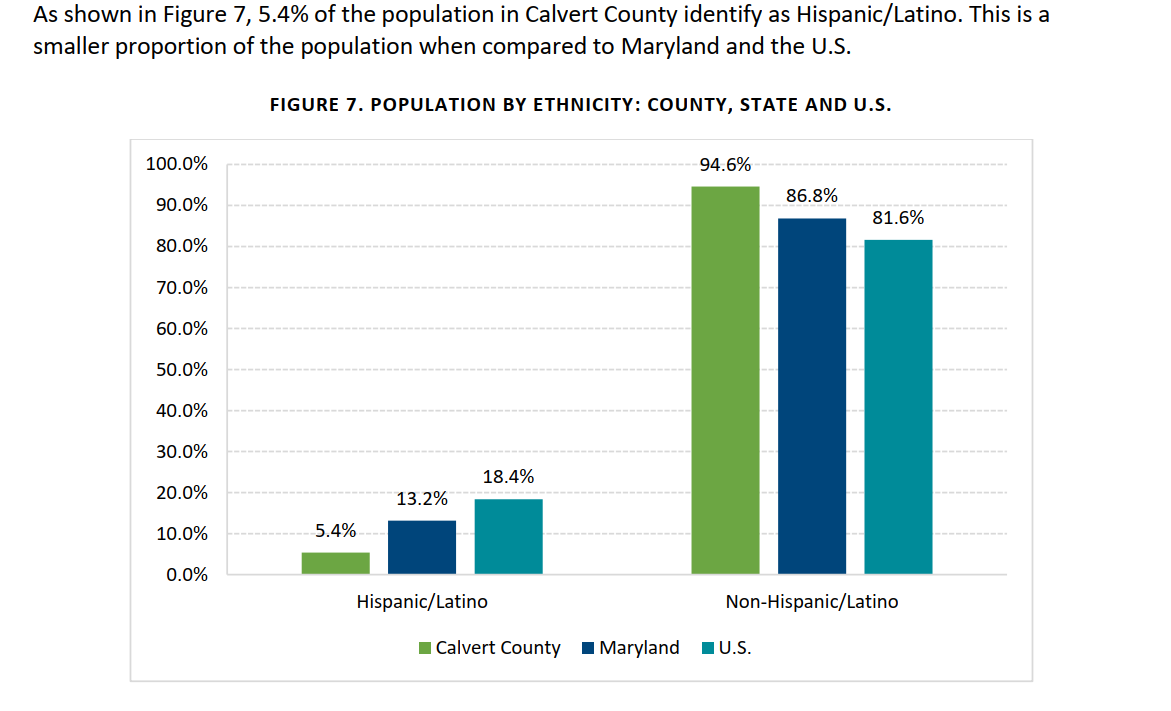 As shown in Figure 7, 5.4% of the population in Calvert County identify as Hispanic/Latino. This is a
smaller proportion of the population when compared to Maryland and the U.S.
FIGURE 7. POPULATION BY ETHNICITY: COUNTY, STATE AND U.S.
100.0%
90.0%
80.0%
70.0%
60.0%
50.0%
40.0%
30.0%
20.0%
10.0%
0.0%
5.4%
13.2%
18.4%
94.6%
86.8%
81.6%
Hispanic/Latino
Non-Hispanic/Latino
Calvert County
Maryland
U.S.